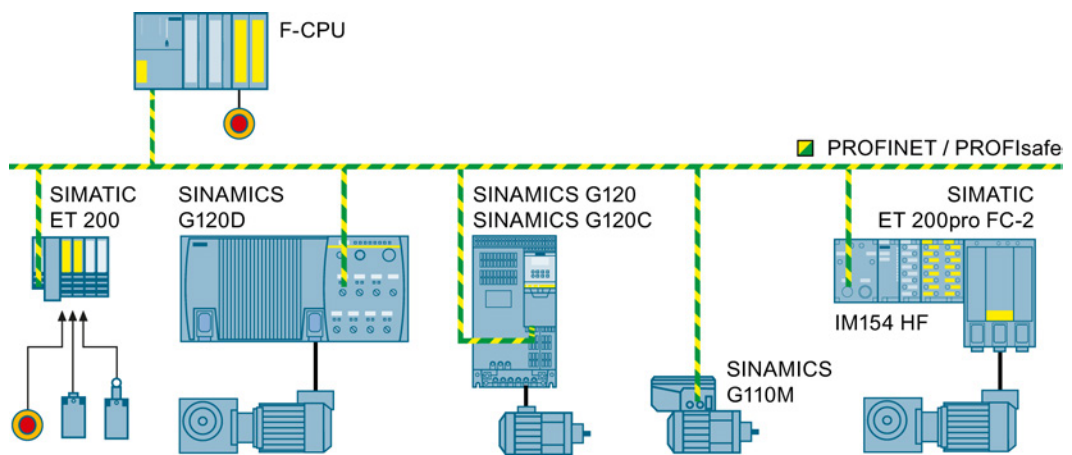 F-CPU
PROFINET / PROFIsafe
SIMATIC
ET 200
SINAMICS
G120D
SINAMICS G120
SINAMICS G120C
SIMATIC
ET 200pro FC-2
IM154 HF
SINAMICS
G110M